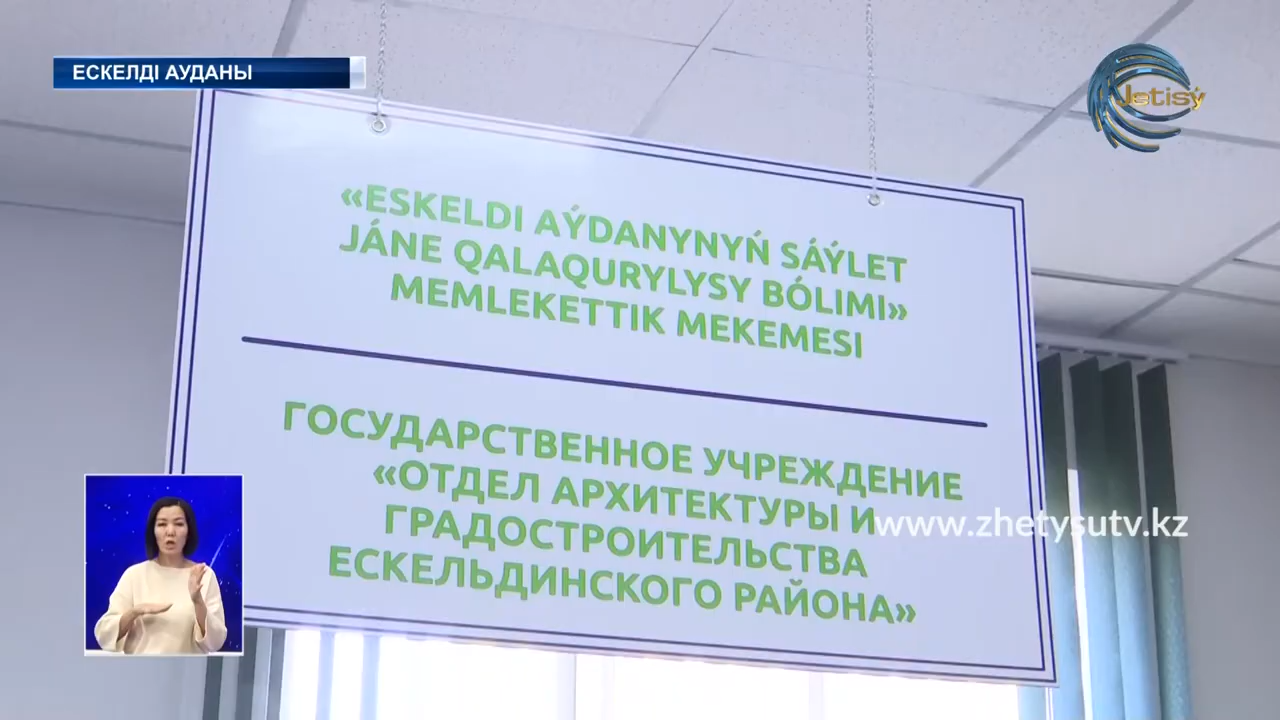 ЕСКЕЛДІ АУДАНЫ
Jetisý
«ESKELDI AÝDANYNYŃ SÁÝLET
JÁNE QALAQURYLYSY BÓLIMI»
MEMLEKETTIK MEKEMESI
ГОСУДАРСТВЕННОЕ УЧРЕЖДЕНИЕ
«ОТДЕЛ АРХИТЕКТУРЫ И
ГРАДОСТРОИТЕЛЬСТВА
ЕСКЕЛЬДИНСКОГО РАЙОНА»
www.zhetysutv.kz